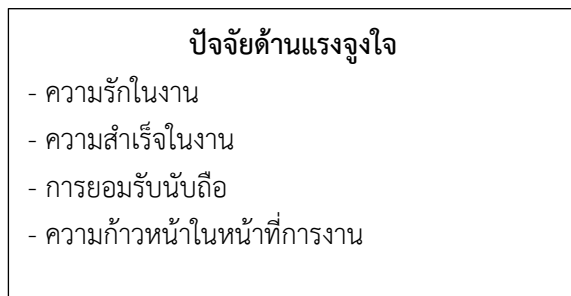 ปัจจัยด้านแรงจูงใจ
- ความรักในงาน
- ความสำเร็จในงาน
- การยอมรับนับถือ
- ความก้าวหน้าในหน้าที่การงาน